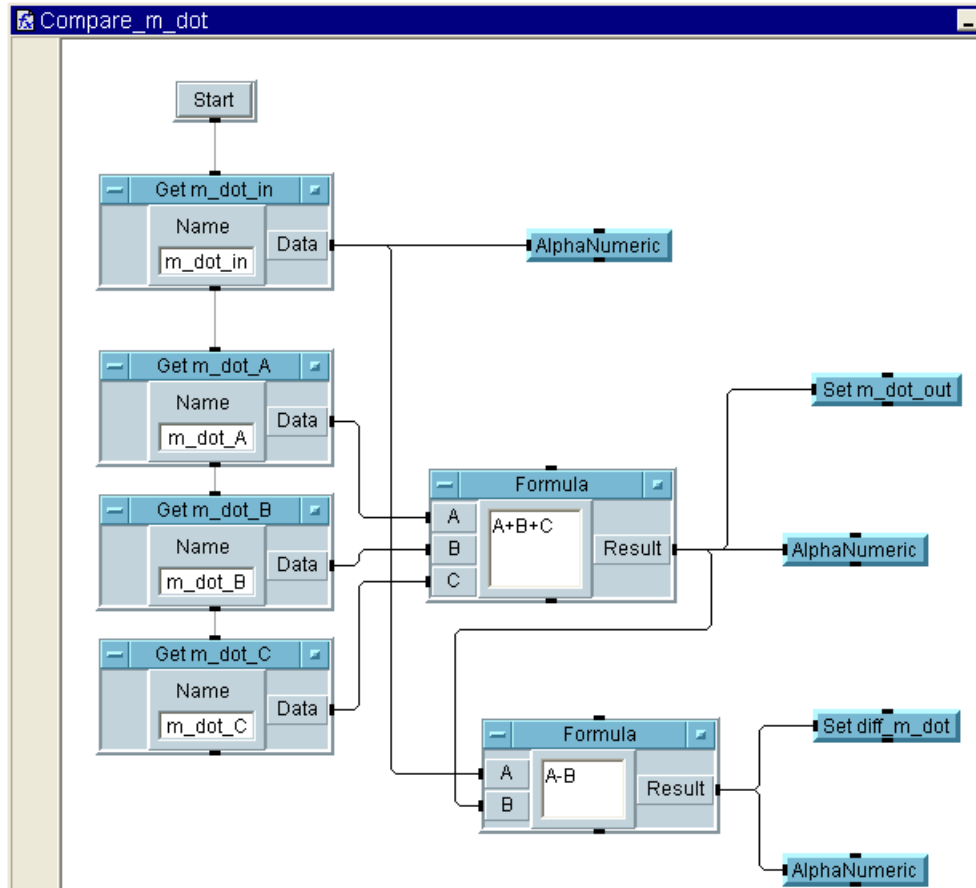 Compare_m_dot
Start
Get m_dot_in
Name
m_dot_in
Data
AlphaNumeric
Get m_dot_A
Name
m_dot_A
Data
Set m_dot_out
Get m_dot_B
Name
m_dot_B
Data
Formula
A
B
C
A+B+C
Result
AlphaNumeric
Get m_dot_C
Name
m_dot_C
Data
Formula
A
B
A-B
Result
Set diff_m_dot
AlphaNumeric